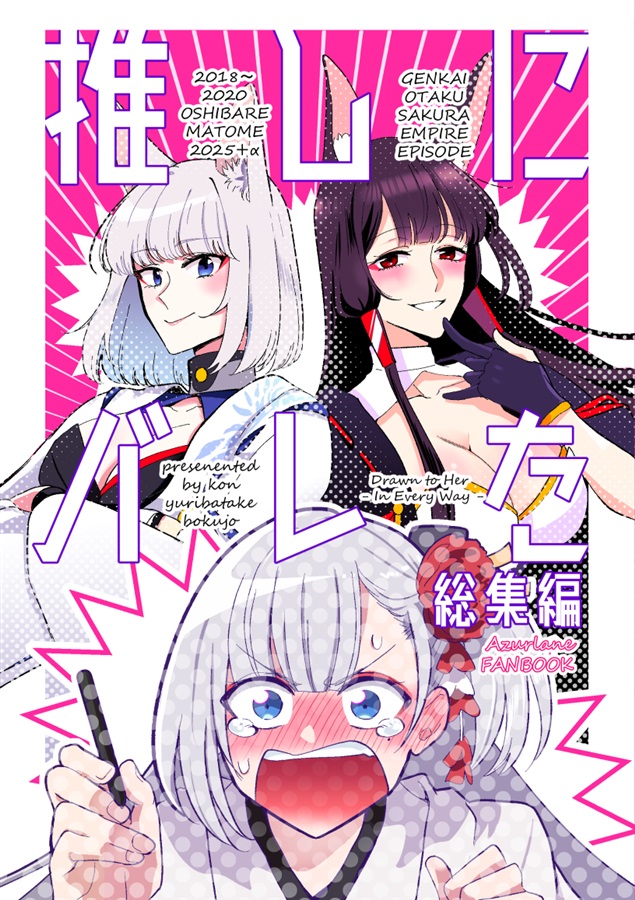 推しに
2018~
2020
OSHIBARE
MATOME
2025+α
GENKAI
OTAKU
SAKURA
EMPIRE
EPISODE
バレた
presenented
by kon
yuribatake
bokujo
Drawn to Her
- In Every Way -
総集編
Azurlane
FANBOOK